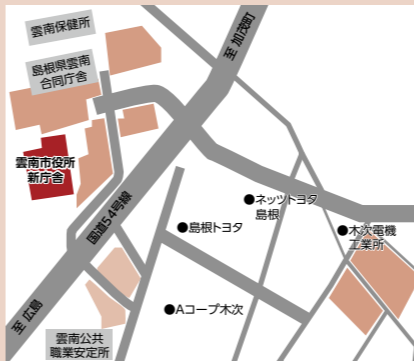 雲南保健所
至 加茂町
島根県雲南
合同庁舎
雲南市役所
新庁舎
国道54号線
●ネッツトヨタ
島根
●島根トヨタ
●木次電機
工業所
至 広島
●Aコープ木次
雲南公共
職業安定所